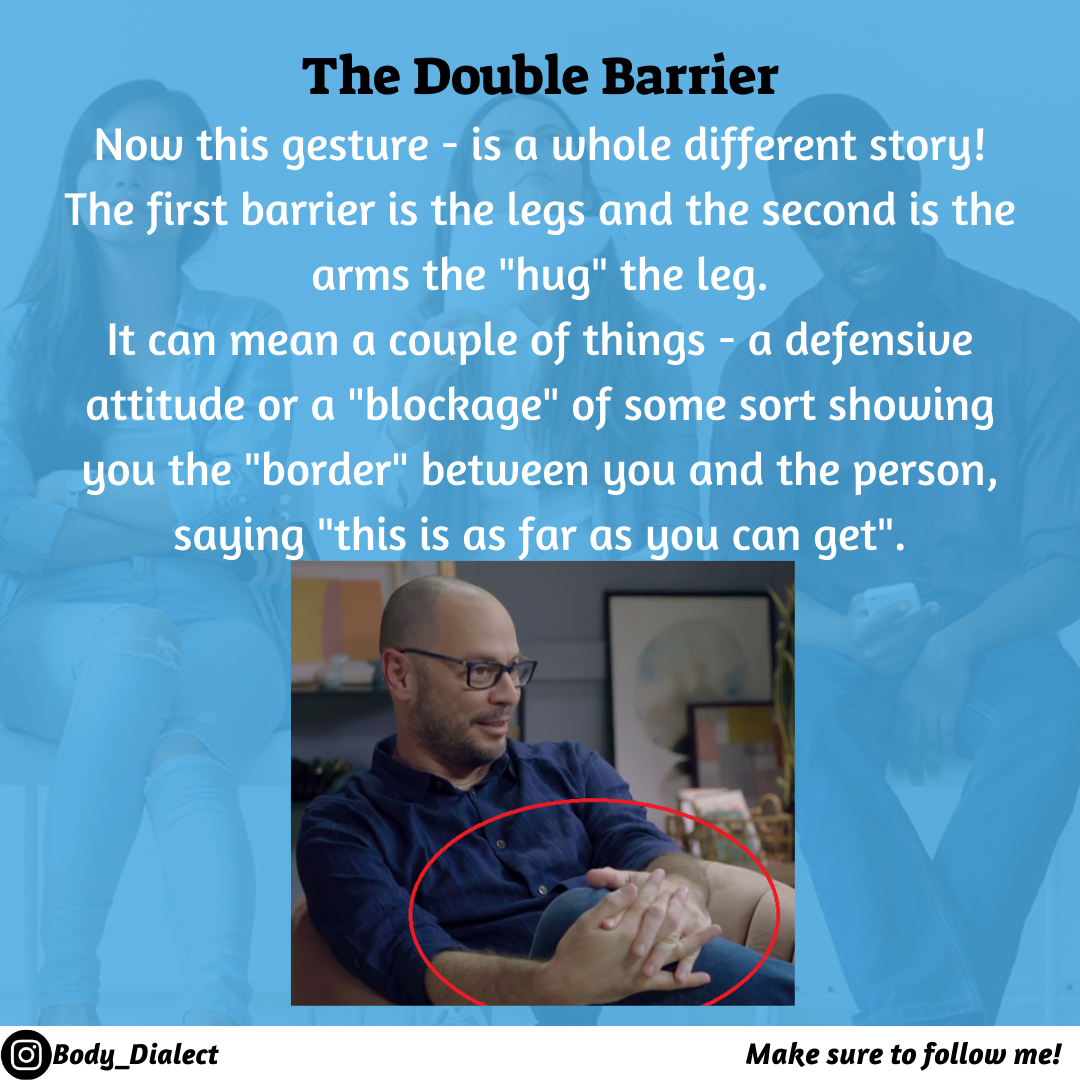 The Double Barrier
Now this gesture - is a whole different story!
The first barrier is the legs and the second is the
arms the "hug" the leg.
It can mean a couple of things - a defensive
attitude or a "blockage" of some sort showing
you the "border" between you and the person,
saying "this is as far as you can get".
Body_Dialect
Make sure to follow me!